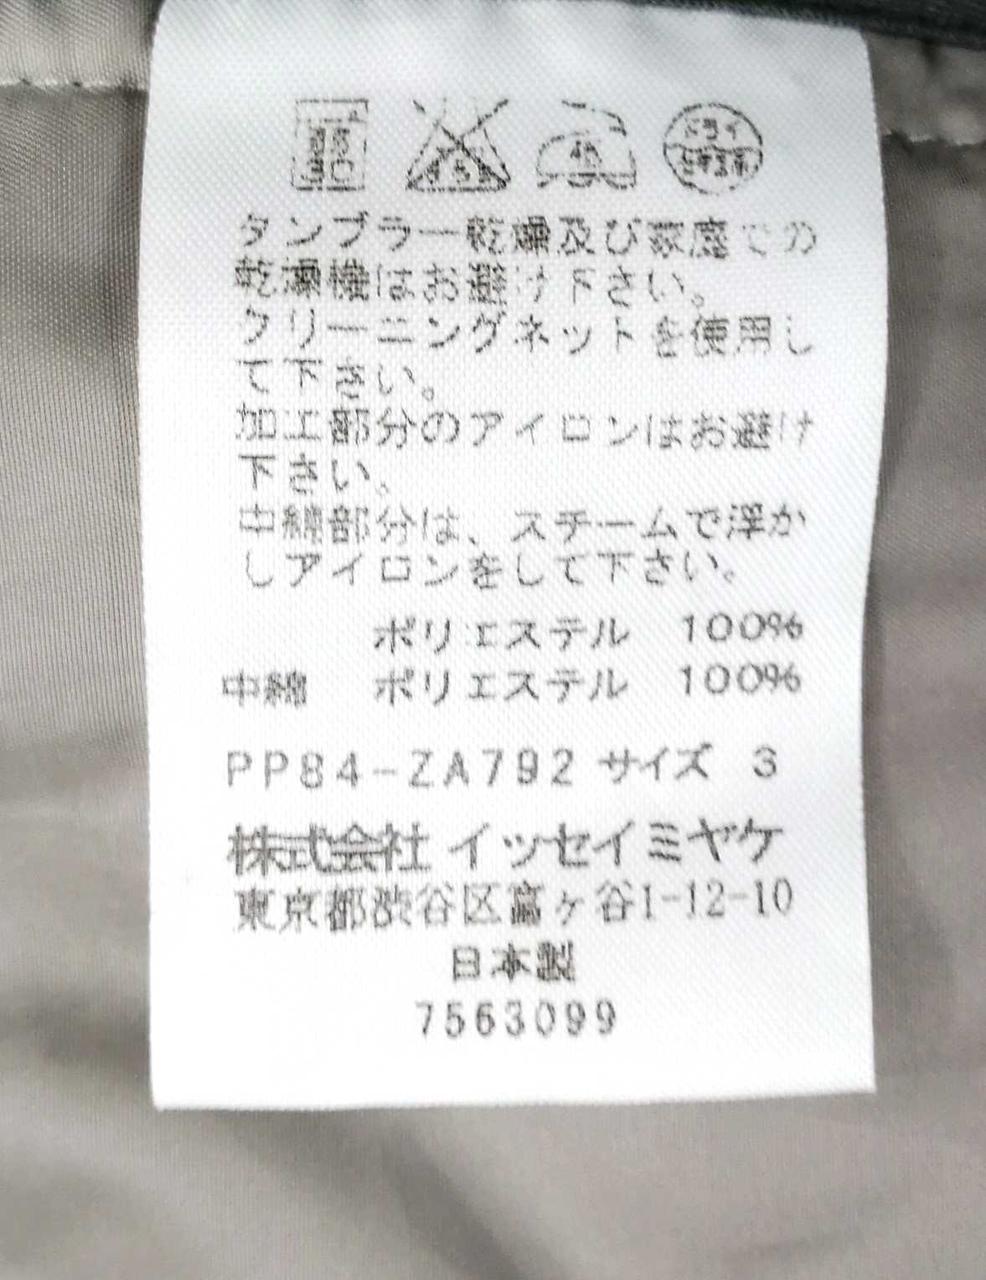 ドライ
タンブラー乾燥及び家庭での
乾燥機はお避け下さい。
クリーニングネットを使用し
て下さい。
加工部分のアイロンはお避け
下さい。
中綿部分は、スチームで浮か
しアイロンをして下さい。
ポリエステル 100%
中綿 ポリエステル 100%
PP84-ZA792 サイズ 3
株式会社 イッセイミヤケ
東京都渋谷区富ヶ谷1-12-10
日本製
7563099